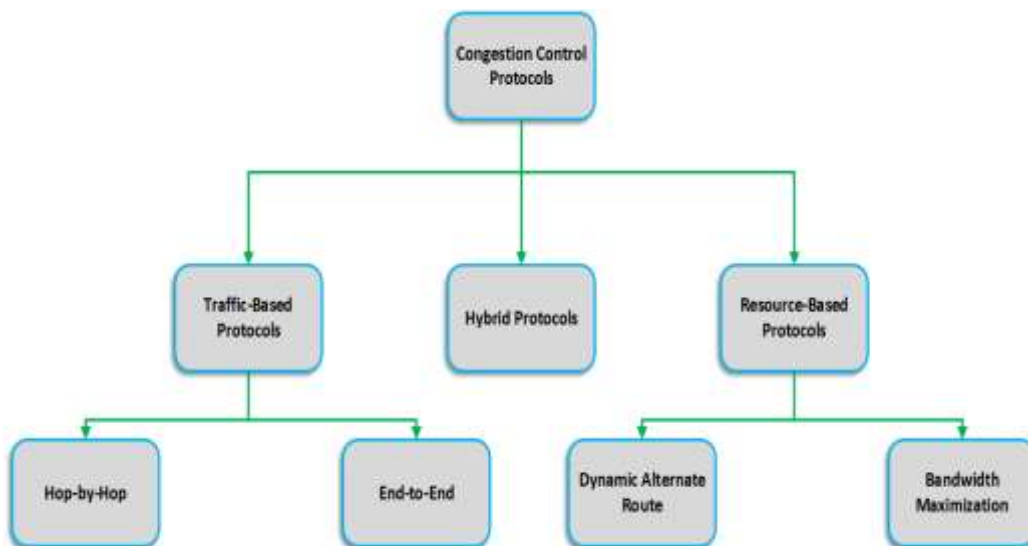 Congestion Control
Protocols
Traffic-Based
Protocols
Hybrid Protocols
Resource-Based
Protocols
Hop-by-Hop
End-to-End
Dynamic Alternate
Route
Bandwidth
Maximization